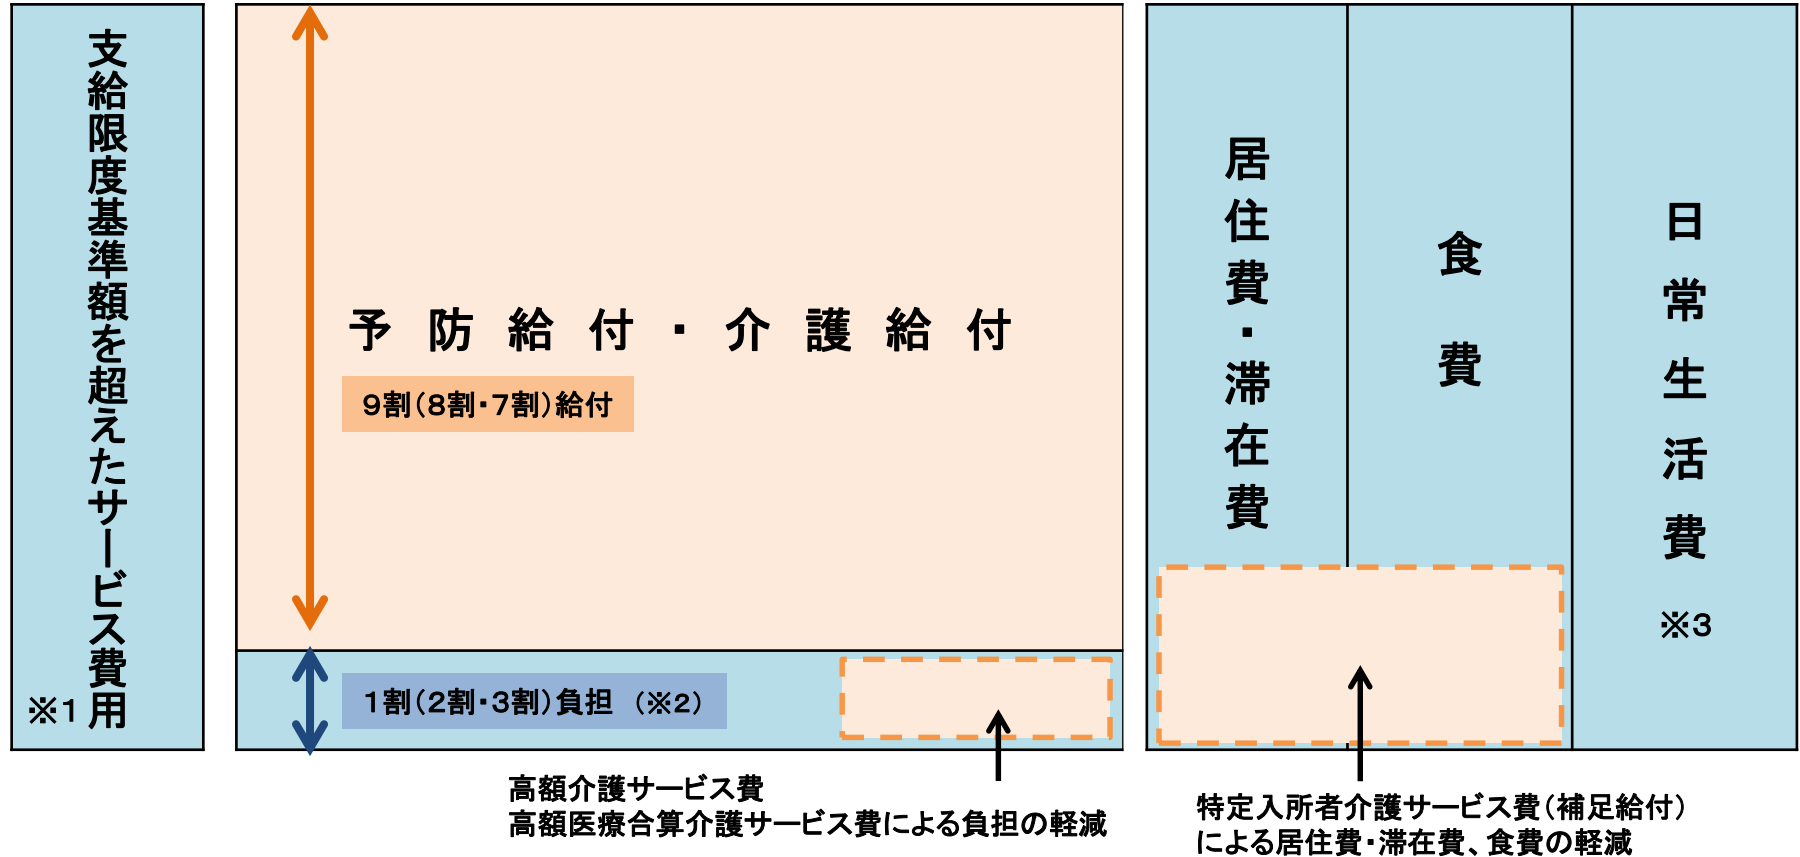 支給限度基準額を超えたサービス費用
※１
予防給付・介護給付
９割（８割・７割）給付
１割（２割・３割）負担　（※２）
高額介護サービス費
高額医療合算介護サービス費による負担の軽減
居住費・滞在費
食費
日常生活費
※３
特定入所者介護サービス費（補足給付）
による居住費・滞在費、食費の軽減